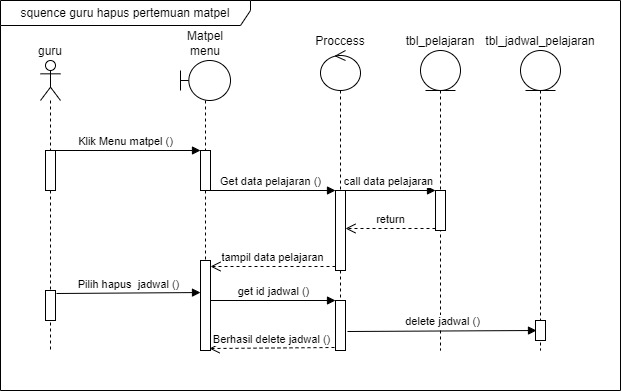 squence guru hapus pertemuan matpel
guru
Matpel
menu
Proccess
tbl_pelajaran
tbl_jadwal_pelajaran
Klik Menu matpel ()
Get data pelajaran ()
call data pelajaran
return
tampil data pelajaran
Pilih hapus jadwal ()
get id jadwal ()
delete jadwal ()
Berhasil delete jadwal ()